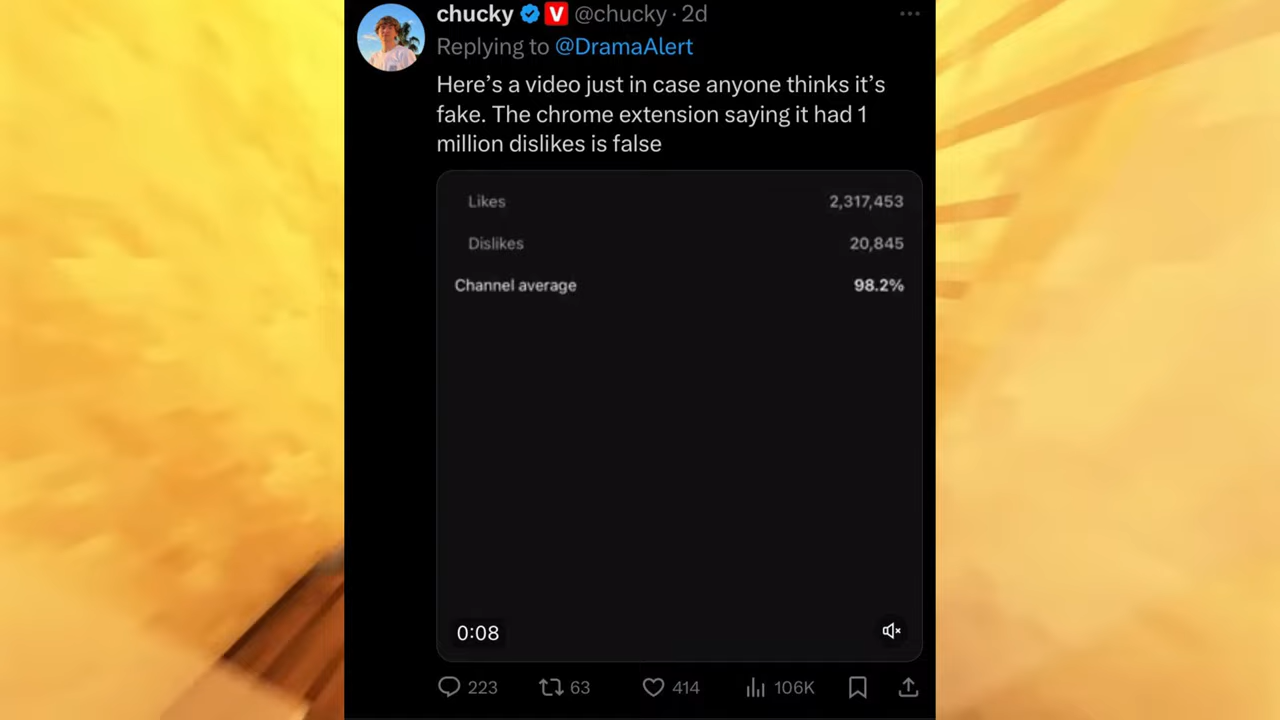 chucky V @chucky · 2d
Replying to @DramaAlert
Here’s a video just in case anyone thinks it’s
fake. The chrome extension saying it had 1
million dislikes is false
Likes 2,317,453
Dislikes 20,845
Channel average 98.2%
0:08
223 63 414 106K